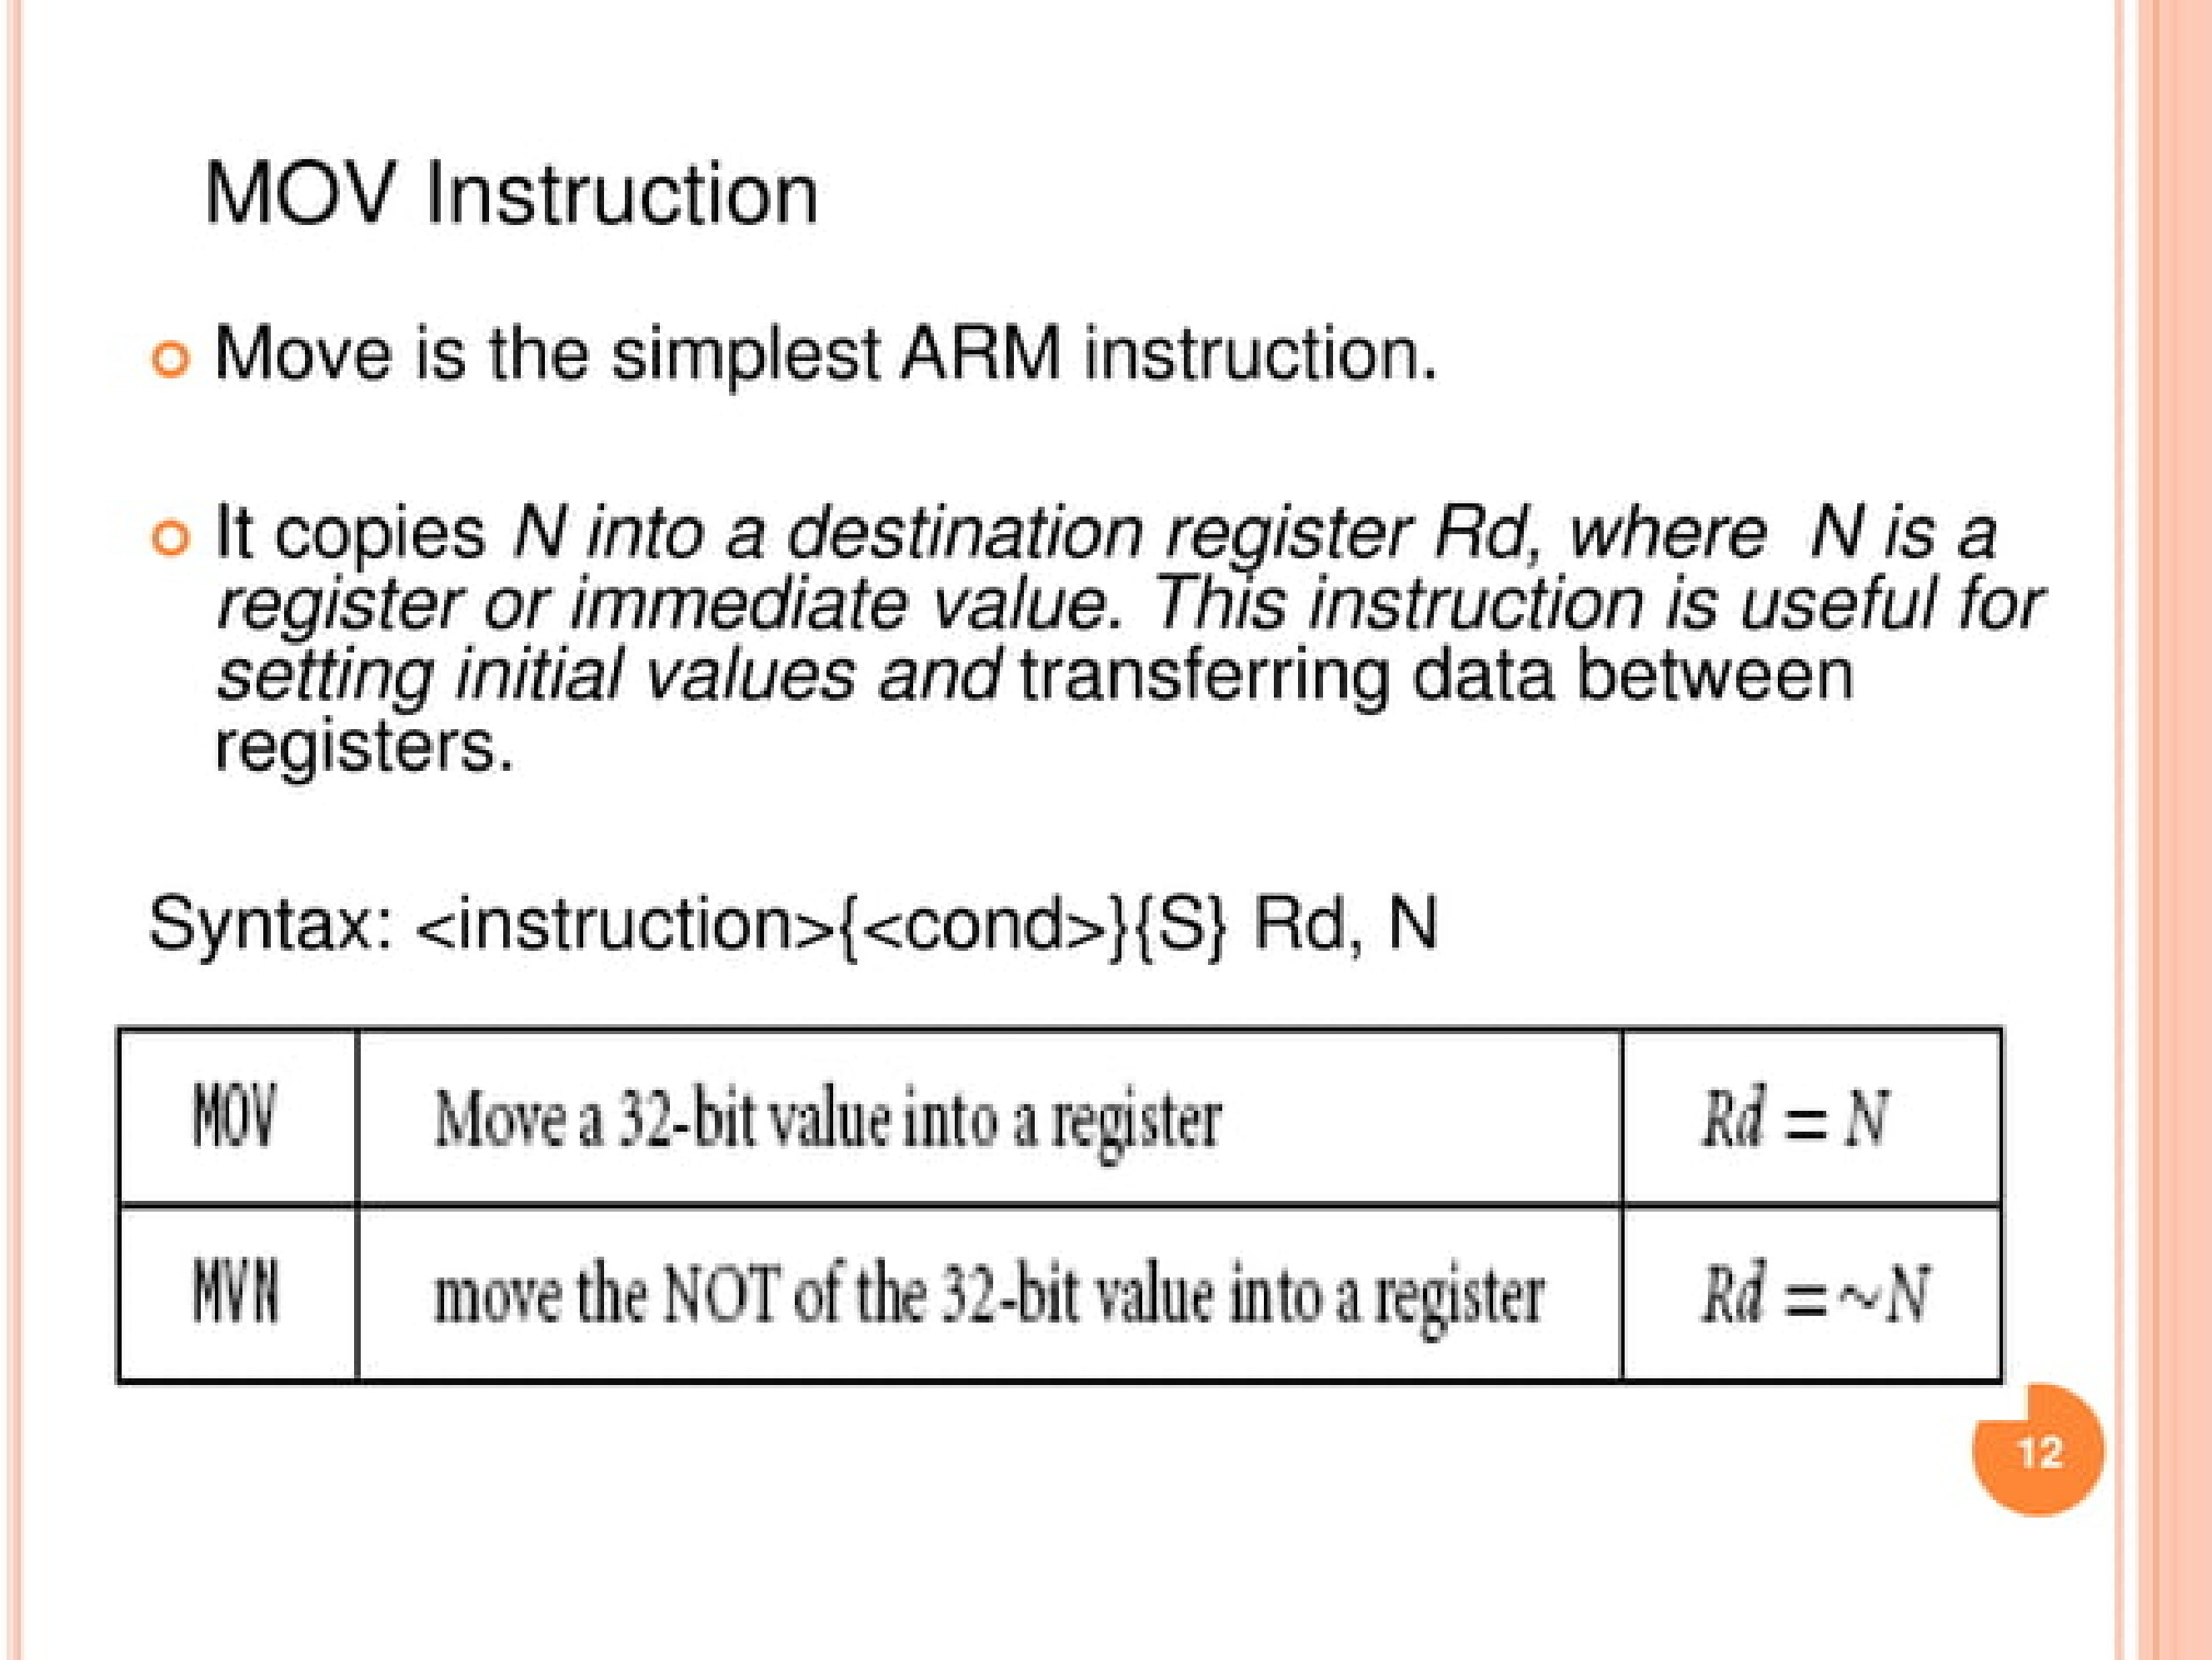 MOV Instruction
Move is the simplest ARM instruction.
It copies N into a destination register Rd, where N is a
register or immediate value. This instruction is useful for
setting initial values and transferring data between
registers.
Syntax: <instruction>{<cond>}{S} Rd, N
MOV Move a 32-bit value into a register Rd = N
MVN move the NOT of the 32-bit value into a register Rd =~N
12